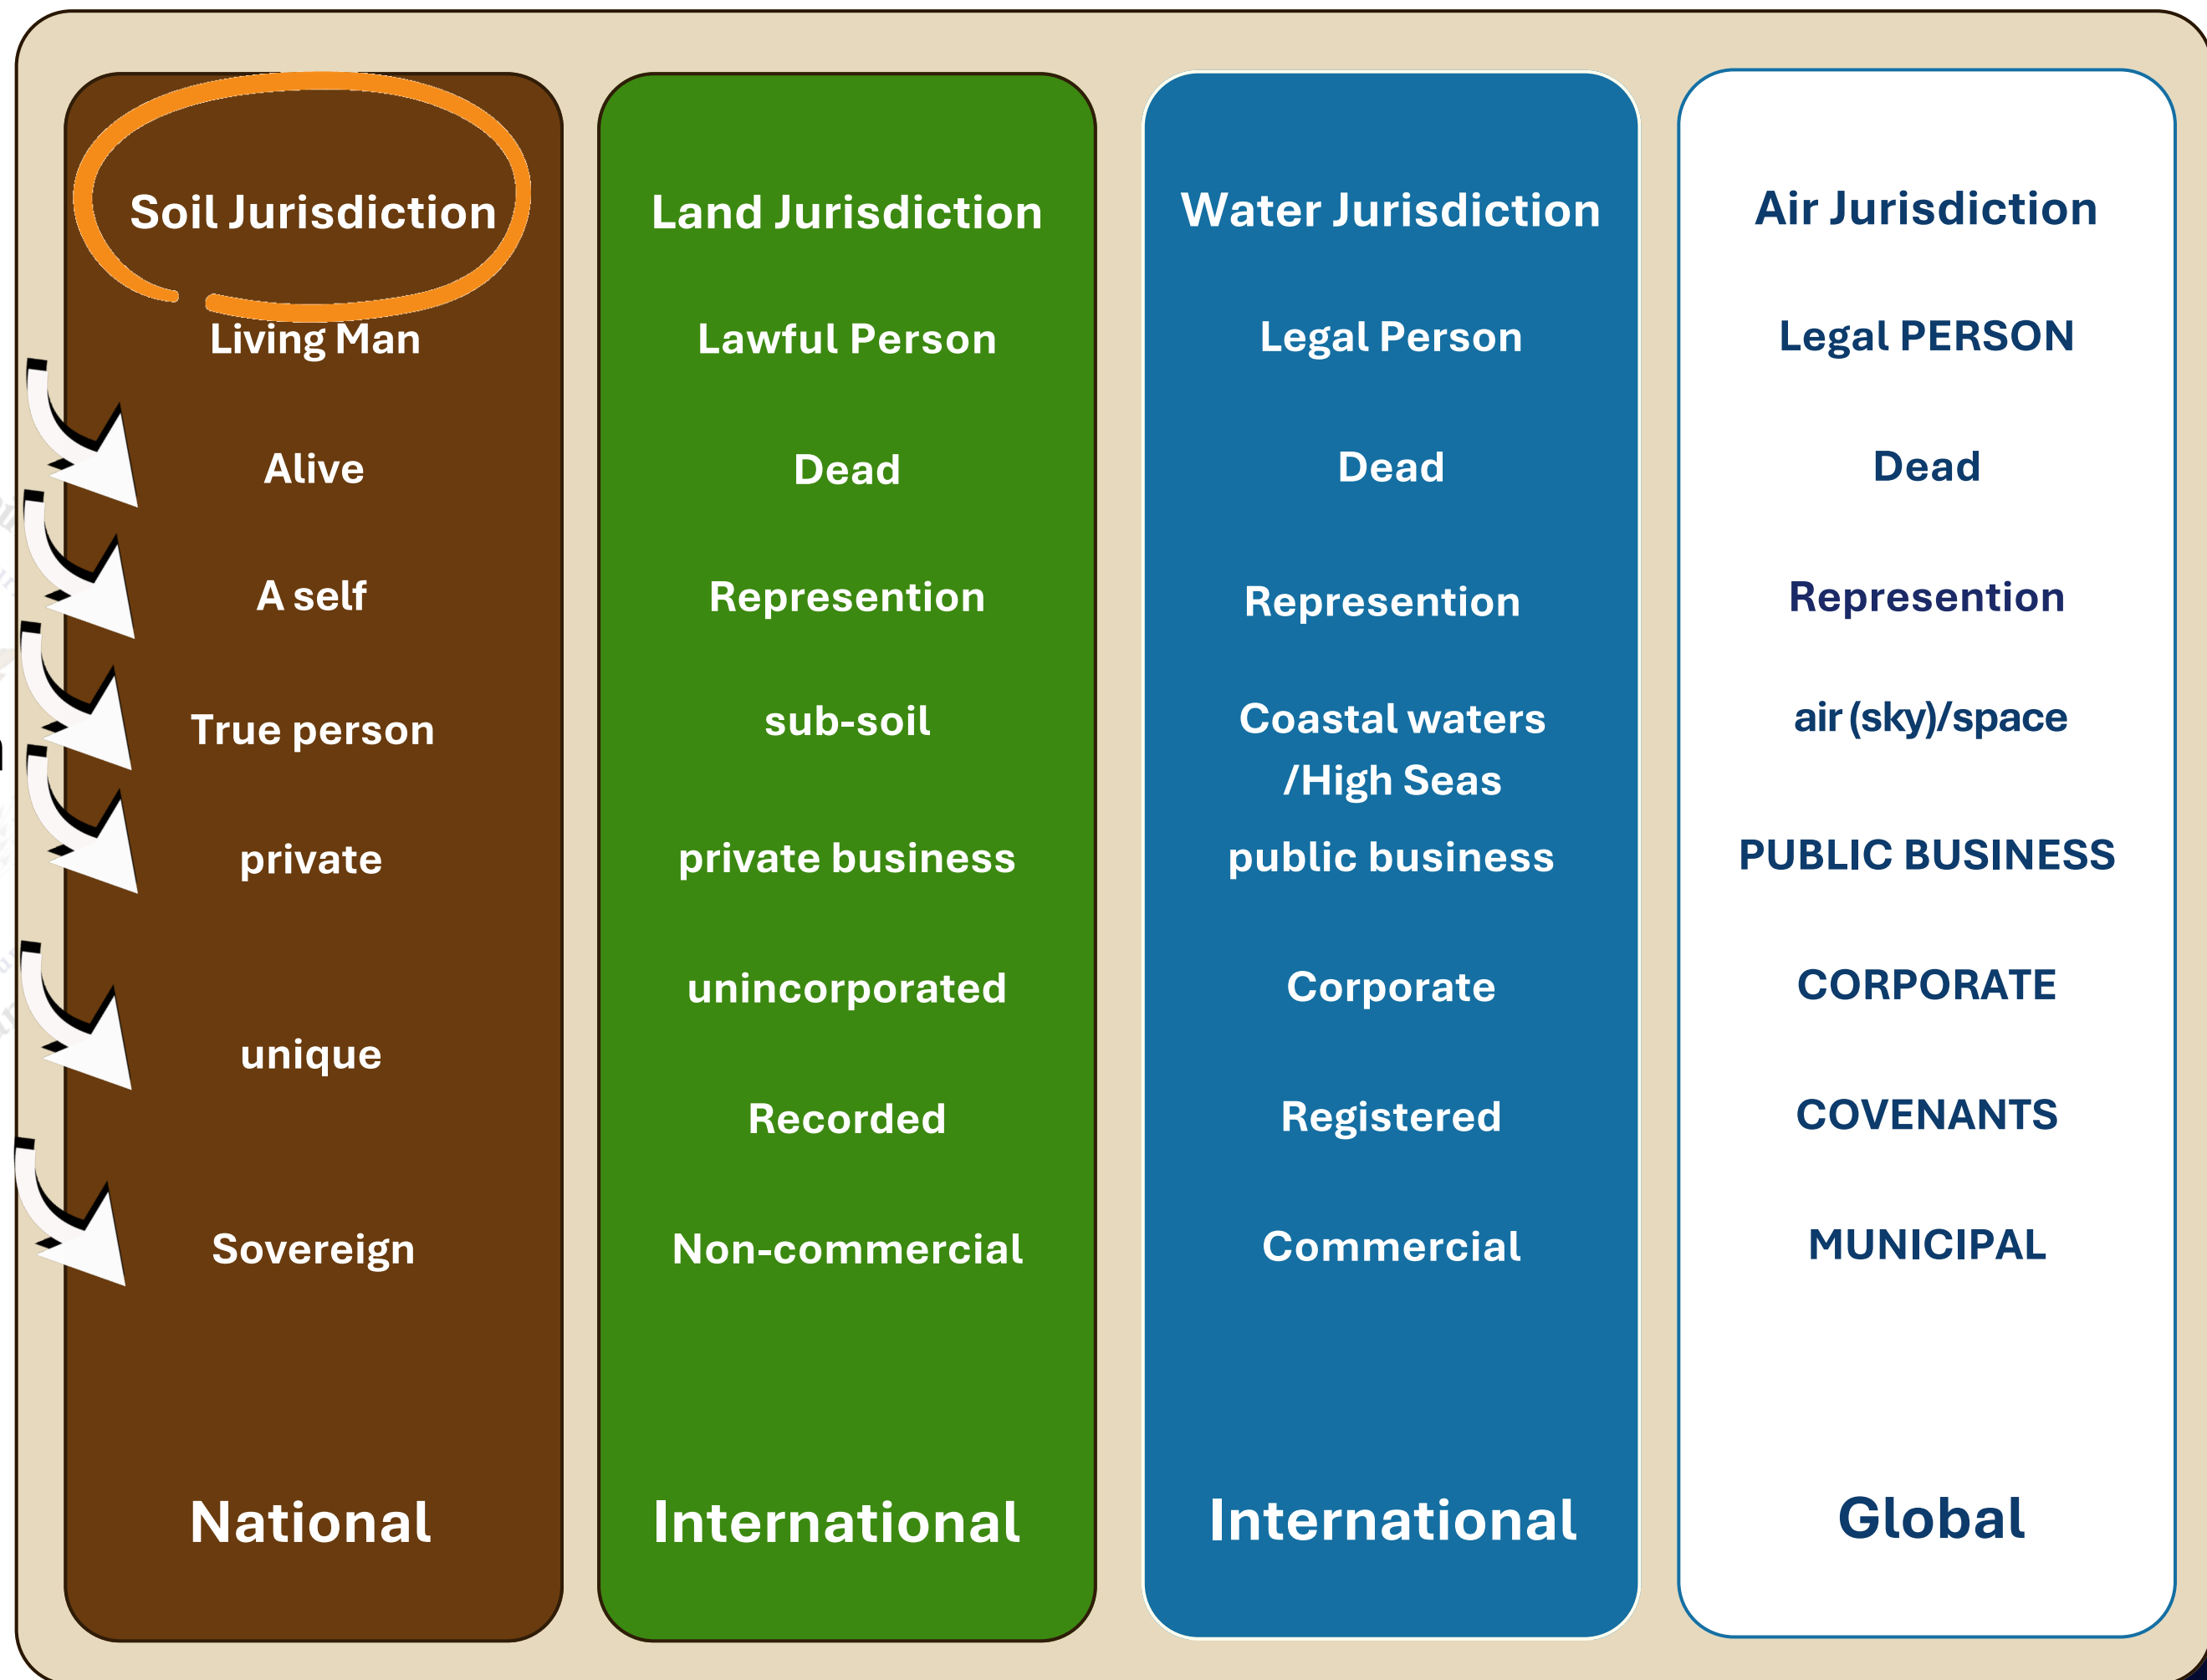 Soil Jurisdiction
Living Man
Alive
A self
True person
private
unique
Sovereign
National
Land Jurisdiction
Lawful Person
Dead
Represention
sub-soil
private business
unincorporated
Recorded
Non-commercial
International
Water Jurisdiction
Legal Person
Dead
Represention
Coastal waters
/High Seas
public business
Corporate
Registered
Commercial
International
Air Jurisdiction
Legal PERSON
Dead
Represention
air (sky)/space
PUBLIC BUSINESS
CORPORATE
COVENANTS
MUNICIPAL
Global